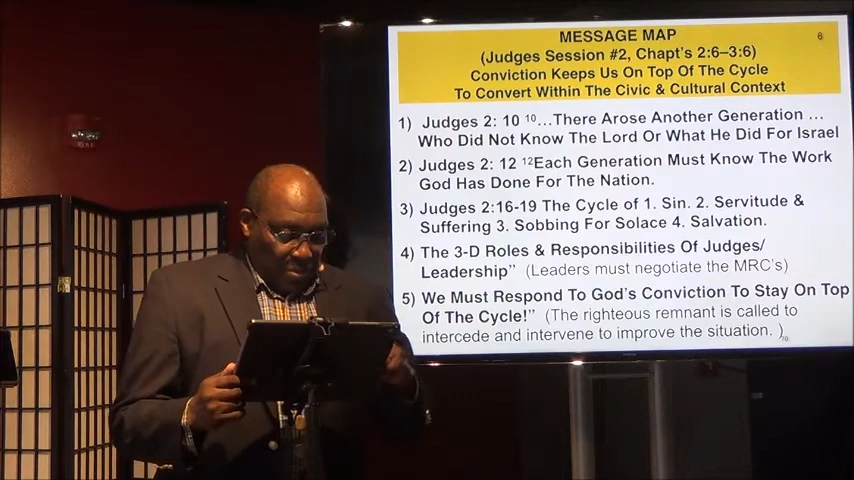 MESSAGE MAP
6
(Judges Session #2, Chapt's 2:6–3:6)
Conviction Keeps Us On Top Of The Cycle
To Convert Within The Civic & Cultural Context
1) Judges 2: 10 ¹⁰…There Arose Another Generation …
Who Did Not Know The Lord Or What He Did For Israel
2) Judges 2: 12 ¹²Each Generation Must Know The Work
God Has Done For The Nation.
3) Judges 2:16-19 The Cycle of 1. Sin. 2. Servitude &
Suffering 3. Sobbing For Solace 4. Salvation.
4) The 3-D Roles & Responsibilities Of Judges/
Leadership" (Leaders must negotiate the MRC's)
5) We Must Respond To God's Conviction To Stay On Top
Of The Cycle!" (The righteous remnant is called to
intercede and intervene to improve the situation. )